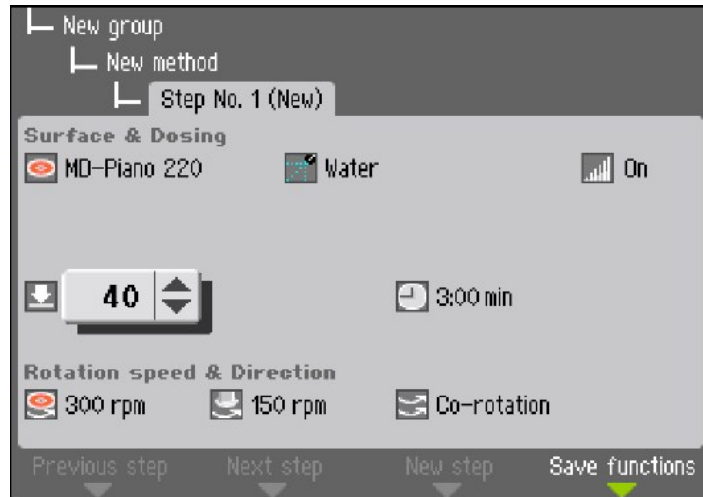 New group
New method
Step No. 1 (New)
Surface & Dosing
MD-Piano 220 Water On
40 3:00 min
Rotation speed & Direction
300 rpm 150 rpm Co-rotation
Previous step Next step New step Save functions